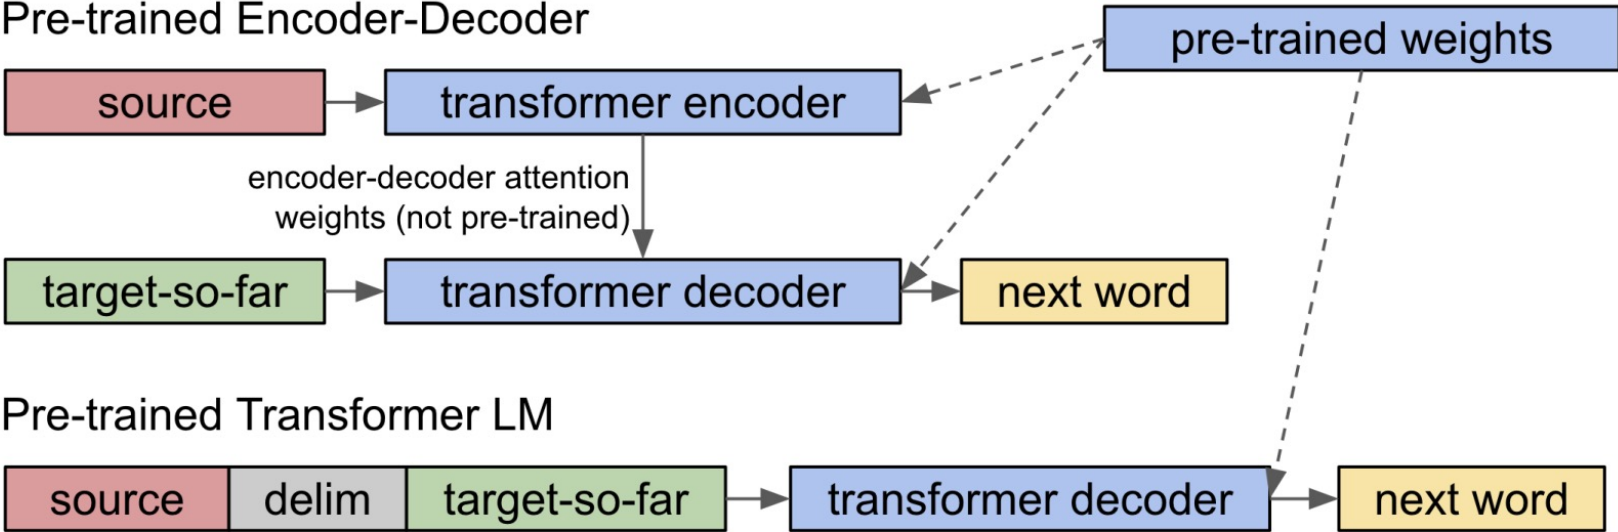 Pre-trained Encoder-Decoder
pre-trained weights
source
transformer encoder
encoder-decoder attention
weights (not pre-trained)
target-so-far
transformer decoder
next word
Pre-trained Transformer LM
source
delim
target-so-far
transformer decoder
next word